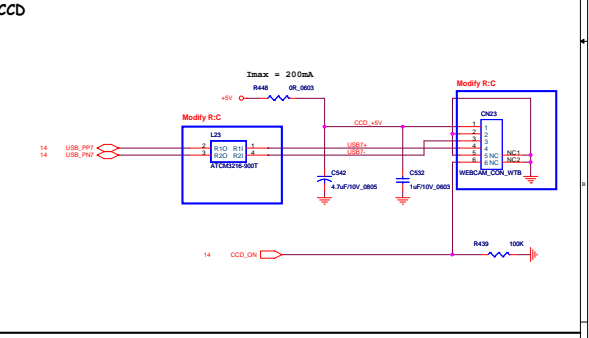 CCD
Imax = 200mA
R448 0R_0603
+5V
Modify R:C
Modify R:C
L23
CN23
CCD_+5V
14 USB_PP7 2 R1O R1I 1 USB7+
14 USB_PN7 3 R2O R2I 4 USB7-
ATCM3216-900T
1 1
2 2
3 3
4 4
5 5 NC NC1
6 6 NC NC2
WEBCAM_CON_WTB
C542
4.7uF/10V_0805
C532
1uF/10V_0603
R439 100K
14 CCD_ON
B